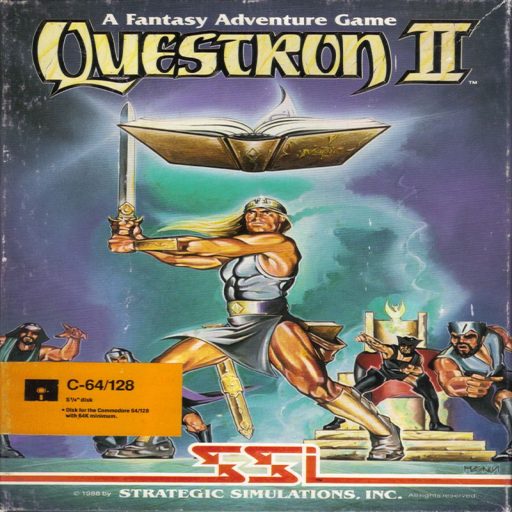 A Fantasy Adventure Game
QUESTRON II
TM
C-64/128
5¼" disk
• Disk for the Commodore 64/128
with 64K minimum.
SSI
© 1988 by STRATEGIC SIMULATIONS, INC. All rights reserved.